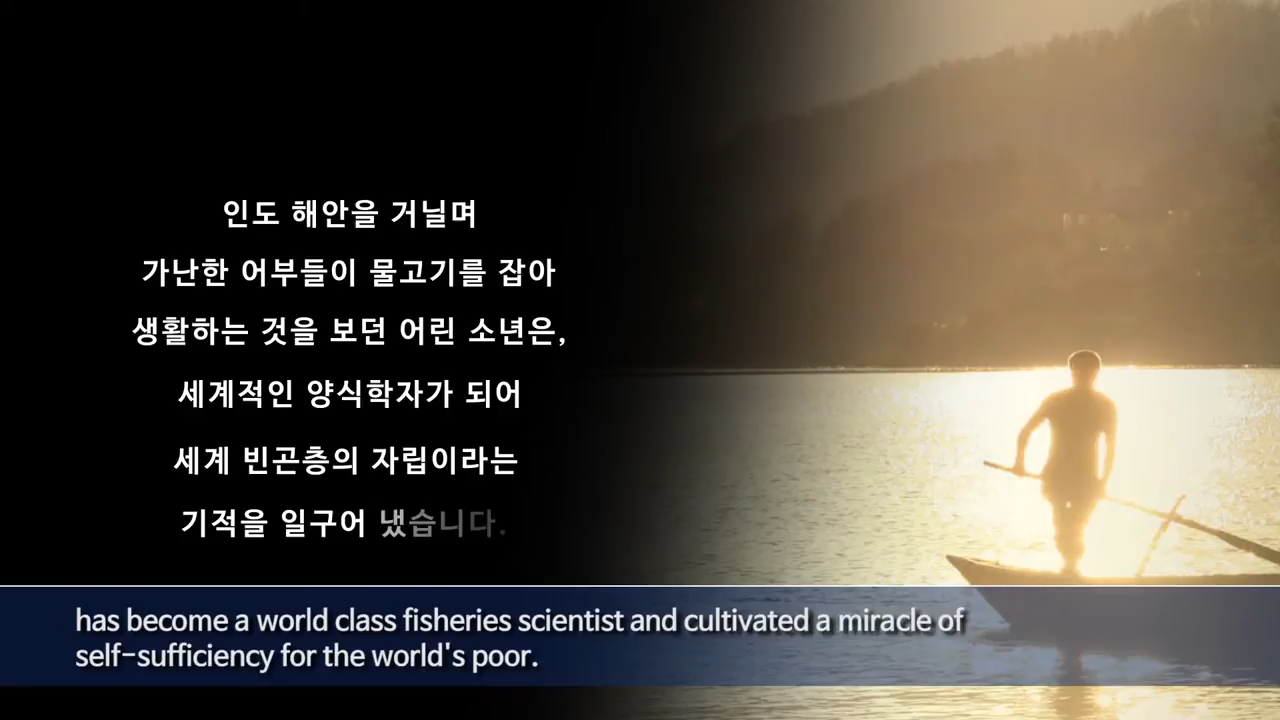 인도 해안을 거닐며
가난한 어부들이 물고기를 잡아
생활하는 것을 보던 어린 소년은,
세계적인 양식학자가 되어
세계 빈곤층의 자립이라는
기적을 일구어 냈습니다.
has become a world class fisheries scientist and cultivated a miracle of
self-sufficiency for the world's poor.